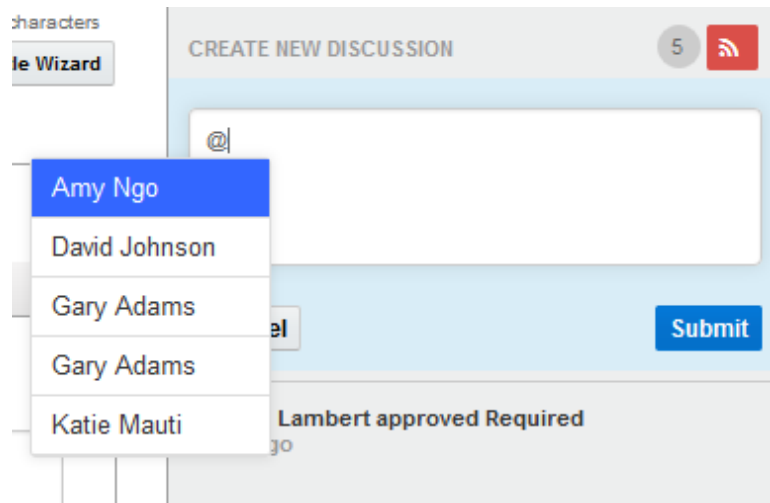 characters
le Wizard
CREATE NEW DISCUSSION
5
@
Amy Ngo
David Johnson
Gary Adams
Gary Adams
Katie Mauti
el
Submit
Lambert approved Required
go